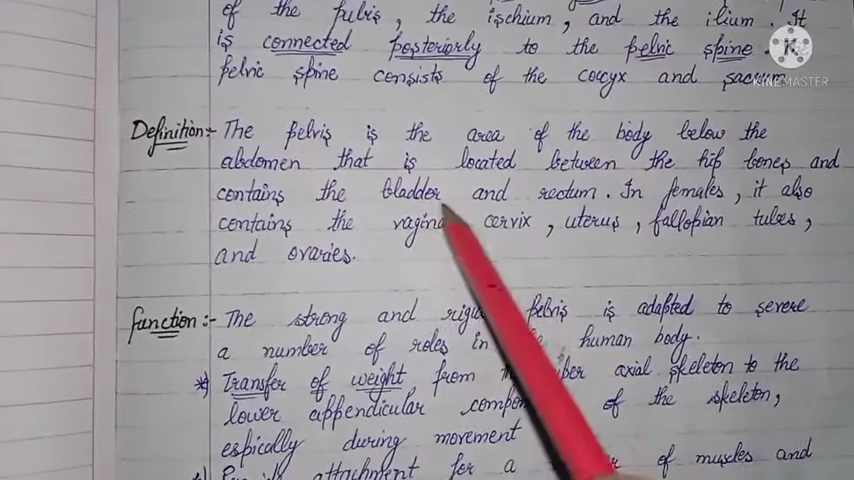 of the pubis, the ischium, and the ilium. It
is connected posteriorly to the pelvic spine.
pelvic spine consists of the coccyx and sacrum
KINEMASTER
Definition:- The pelvis is the area of the body below the
abdomen that is located between the hip bones and
contains the bladder and rectum. In females, it also
contains the vagina cervix, uterus, fallopian tubes,
and ovaries.
function:- The strong and pelvis is adapted to severe
a number of roles in human body.
Transfer of weight from axial skeleton to the
lower appendicular of the skeleton,
espically during movement
attachment for a of muscles and